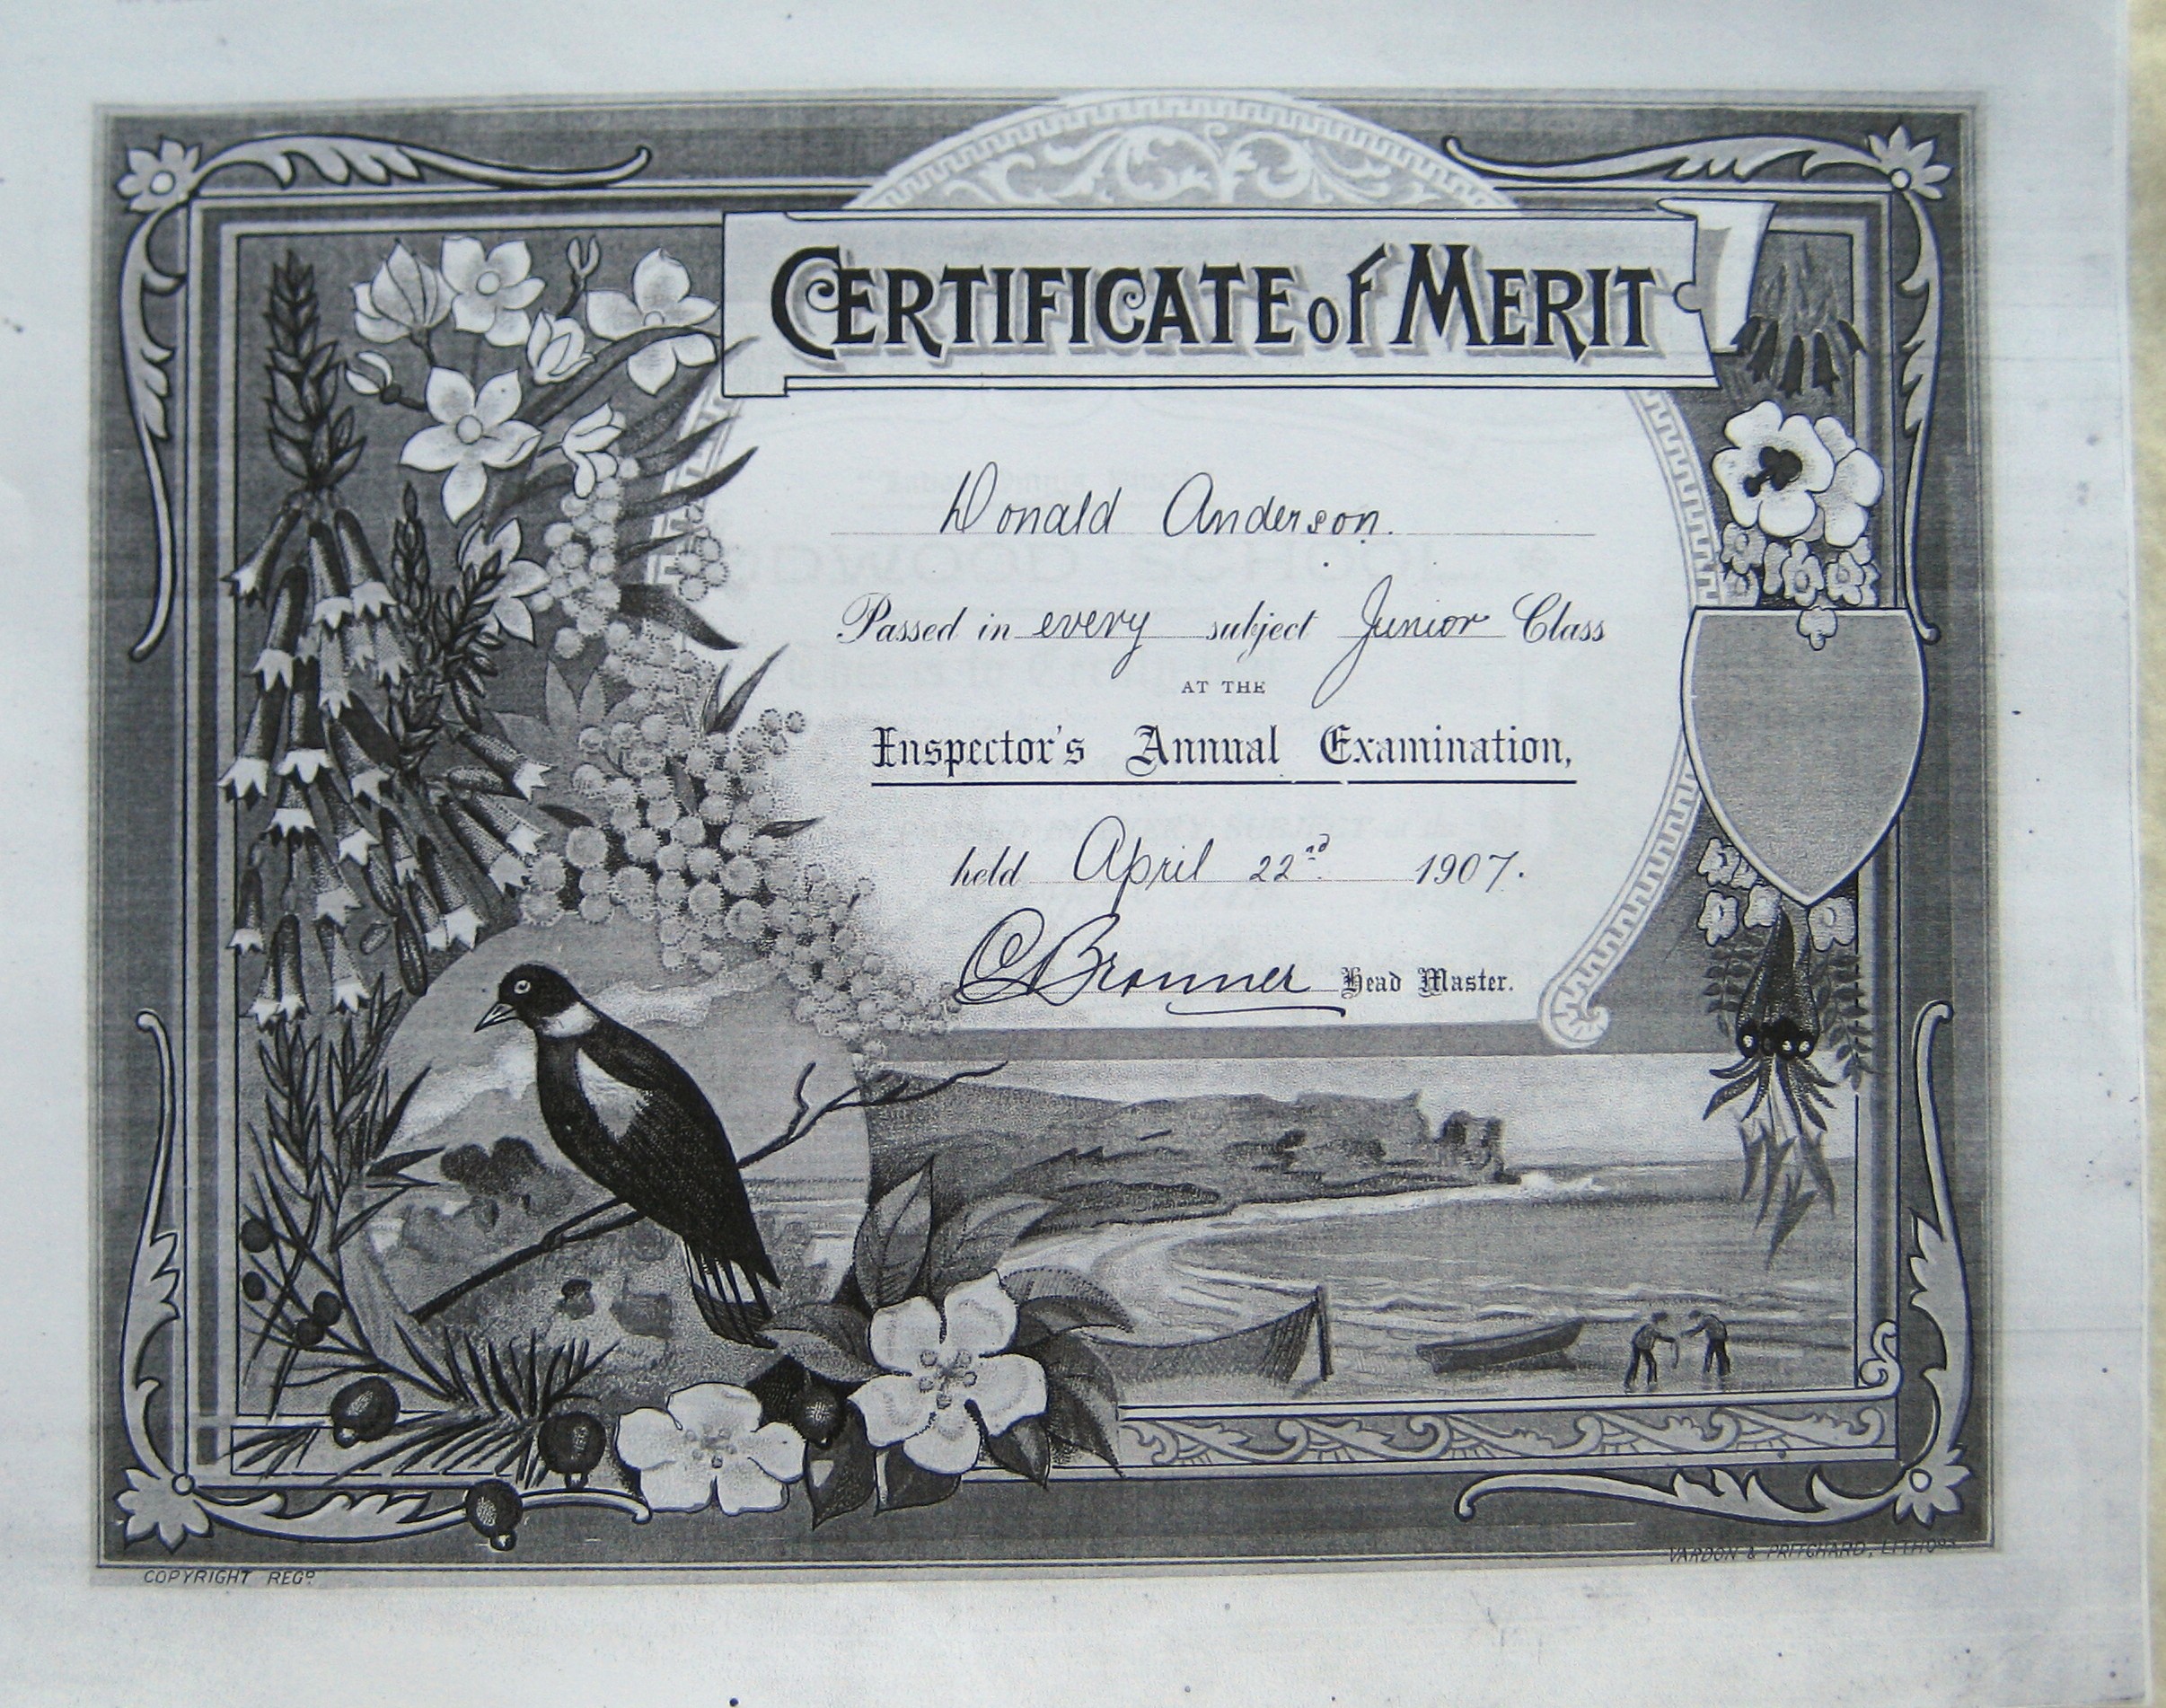 CERTIFICATE of MERIT
Donald Anderson.
Passed in every subject Junior Class
AT THE
Inspector's Annual Examination,
held April 22nd. 1907.
Head Master.
COPYRIGHT REGD.
VARDON & PRITCHARD, LITHOS.